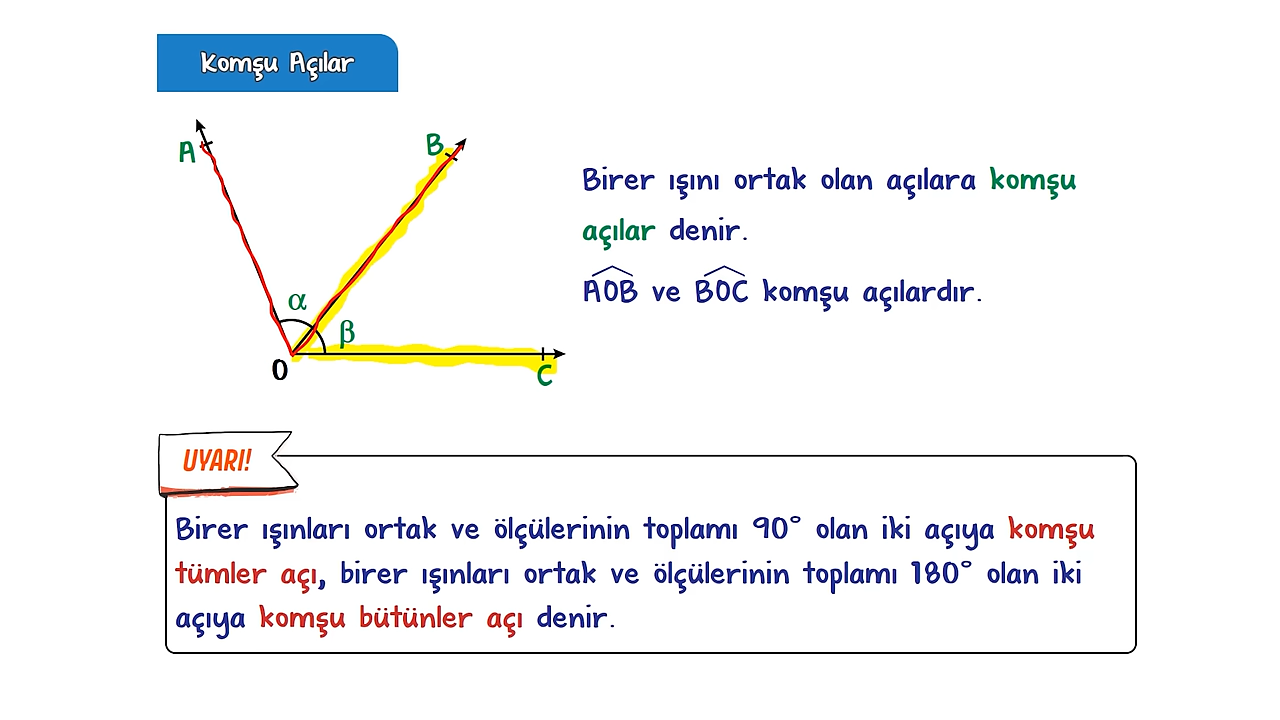 Komşu Açılar
A
B
α
β
O
C
Birer ışını ortak olan açılara komşu
açılar denir.
AOB ve BOC komşu açılardır.
UYARI!
Birer ışınları ortak ve ölçülerinin toplamı 90° olan iki açıya komşu
tümler açı, birer ışınları ortak ve ölçülerinin toplamı 180° olan iki
açıya komşu bütünler açı denir.